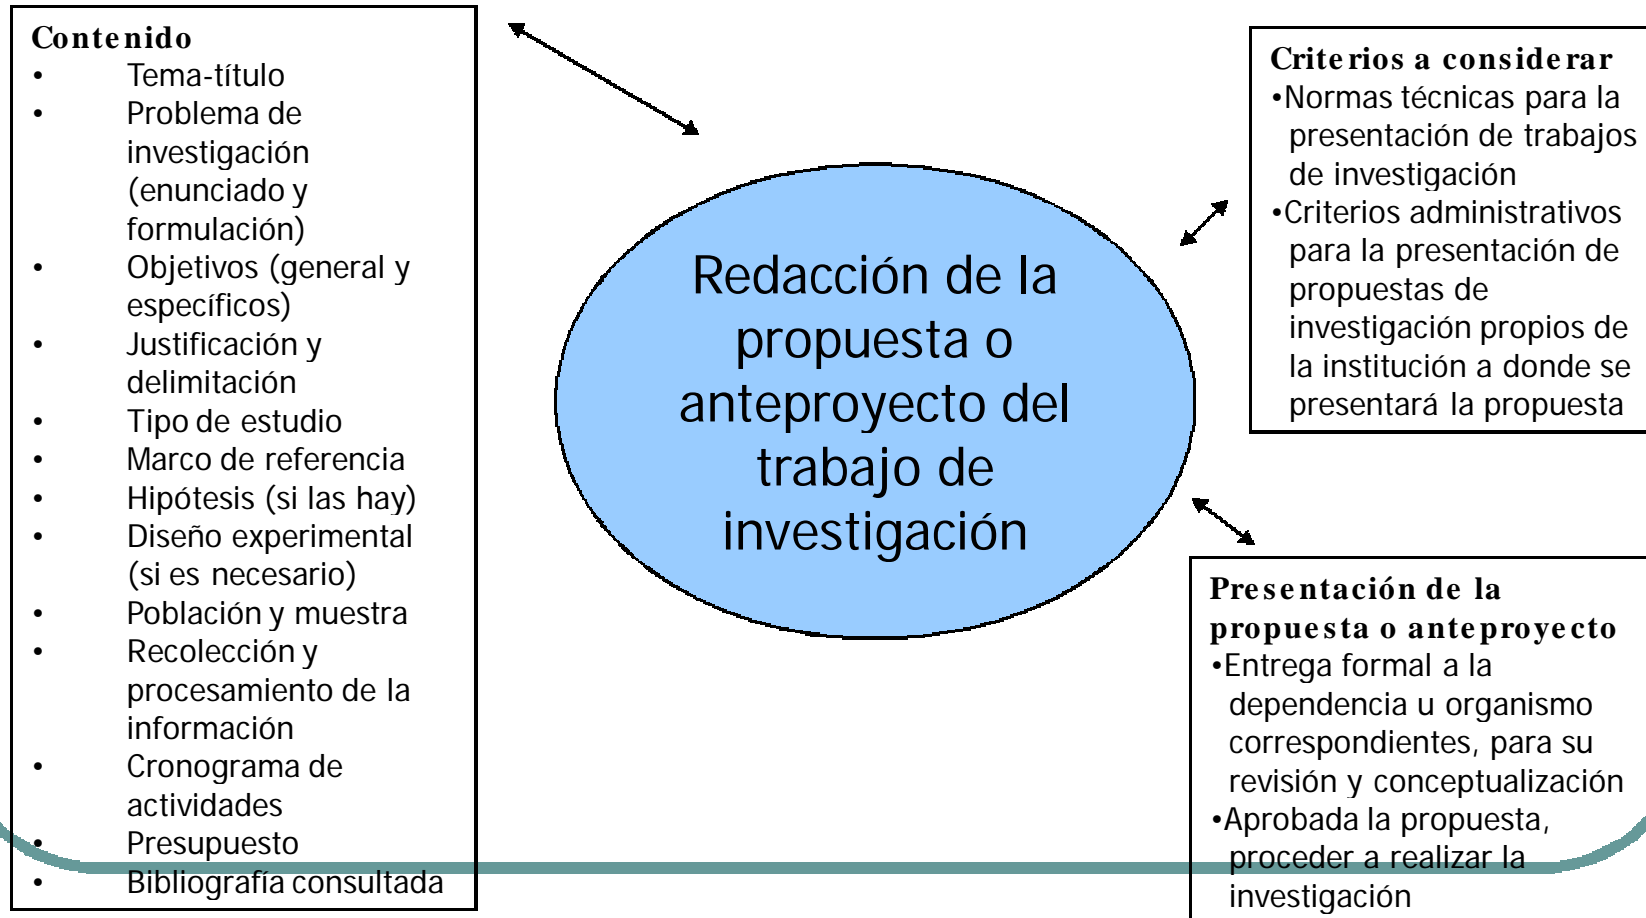 Contenido
• Tema-título
• Problema de
investigación
(enunciado y
formulación)
• Objetivos (general y
específicos)
• Justificación y
delimitación
• Tipo de estudio
• Marco de referencia
• Hipótesis (si las hay)
• Diseño experimental
(si es necesario)
• Población y muestra
• Recolección y
procesamiento de la
información
• Cronograma de
actividades
• Presupuesto
• Bibliografía consultada
Redacción de la
propuesta o
anteproyecto del
trabajo de
investigación
Criterios a considerar
•Normas técnicas para la
presentación de trabajos
de investigación
•Criterios administrativos
para la presentación de
propuestas de
investigación propios de
la institución a donde se
presentará la propuesta
Presentación de la
propuesta o anteproyecto
•Entrega formal a la
dependencia u organismo
correspondientes, para su
revisión y conceptualización
•Aprobada la propuesta,
proceder a realizar la
investigación